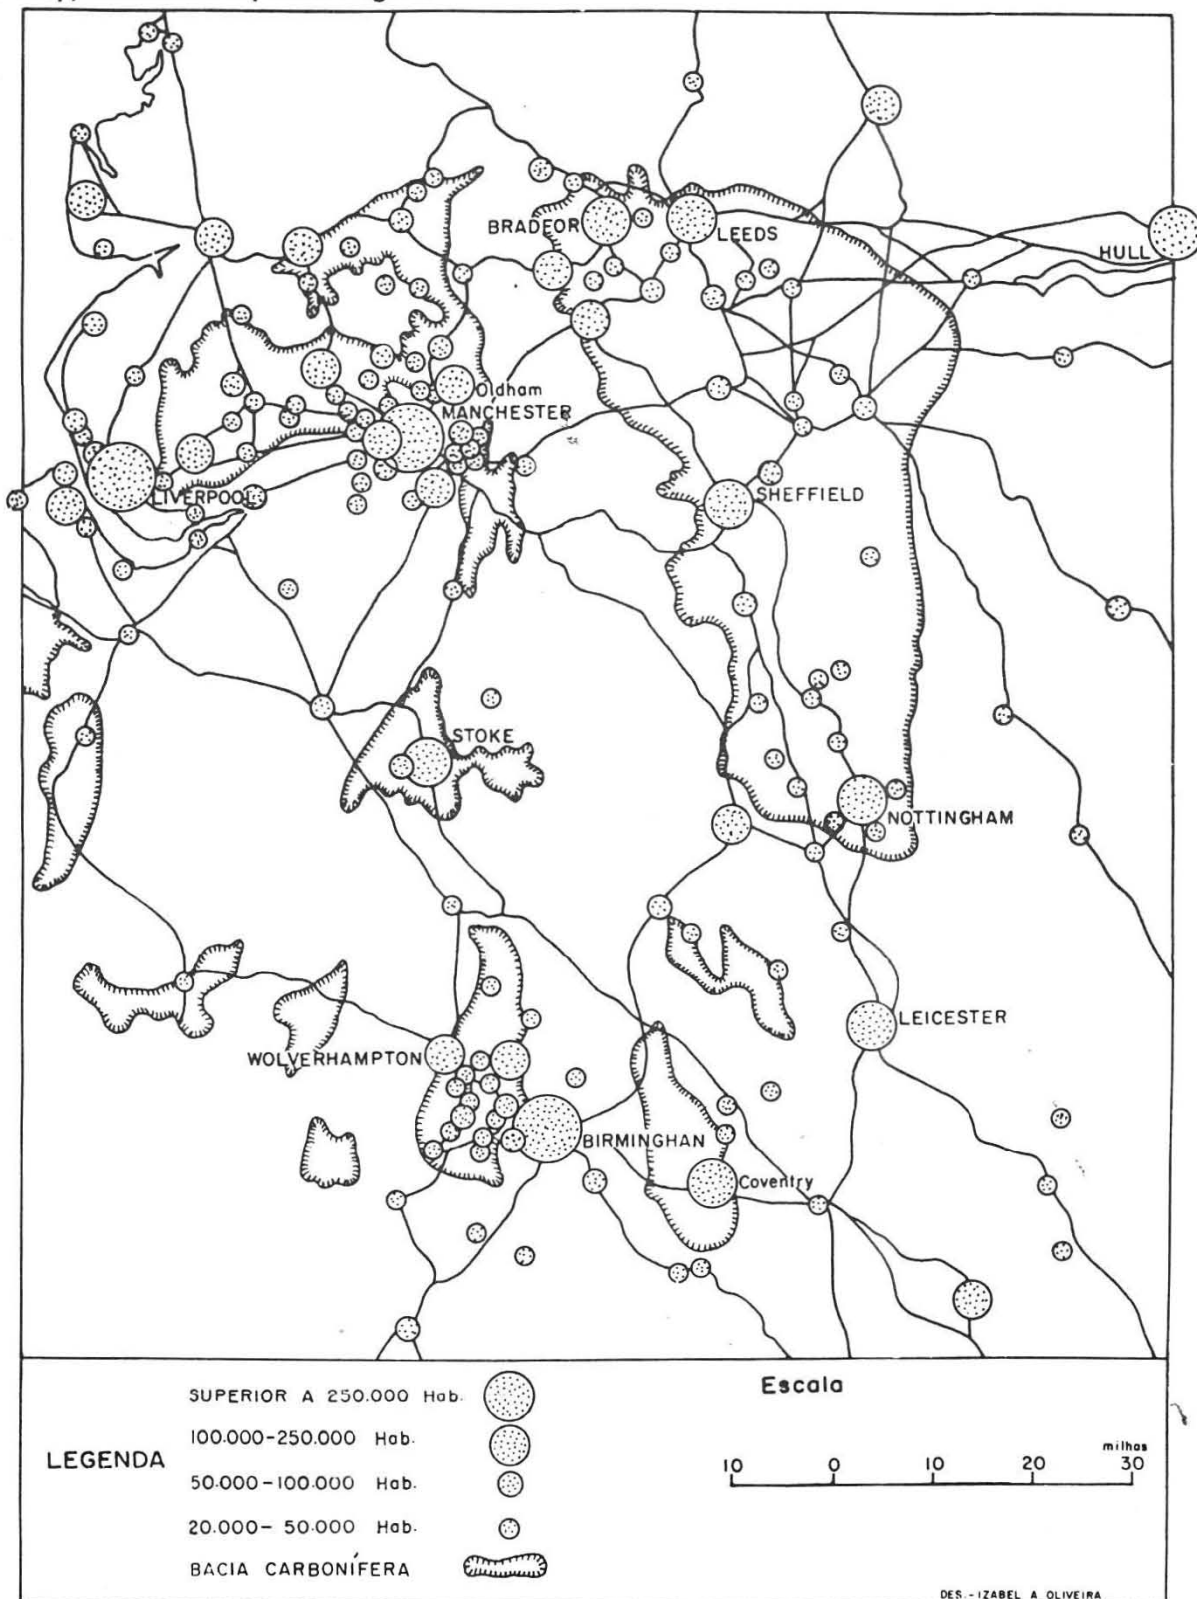 BRADFOR
LEEDS
HULL
Oldham
MANCHESTER
LIVERPOOL
SHEFFIELD
STOKE
NOTTINGHAM
LEICESTER
WOLVERHAMPTON
BIRMINGHAN
Coventry
LEGENDA
SUPERIOR A 250.000 Hab.
100.000-250.000 Hab.
50.000-100.000 Hab.
20.000- 50.000 Hab.
BACIA CARBONÍFERA
Escala
milhas
10 0 10 20 30
DES.-IZABEL A OLIVEIRA